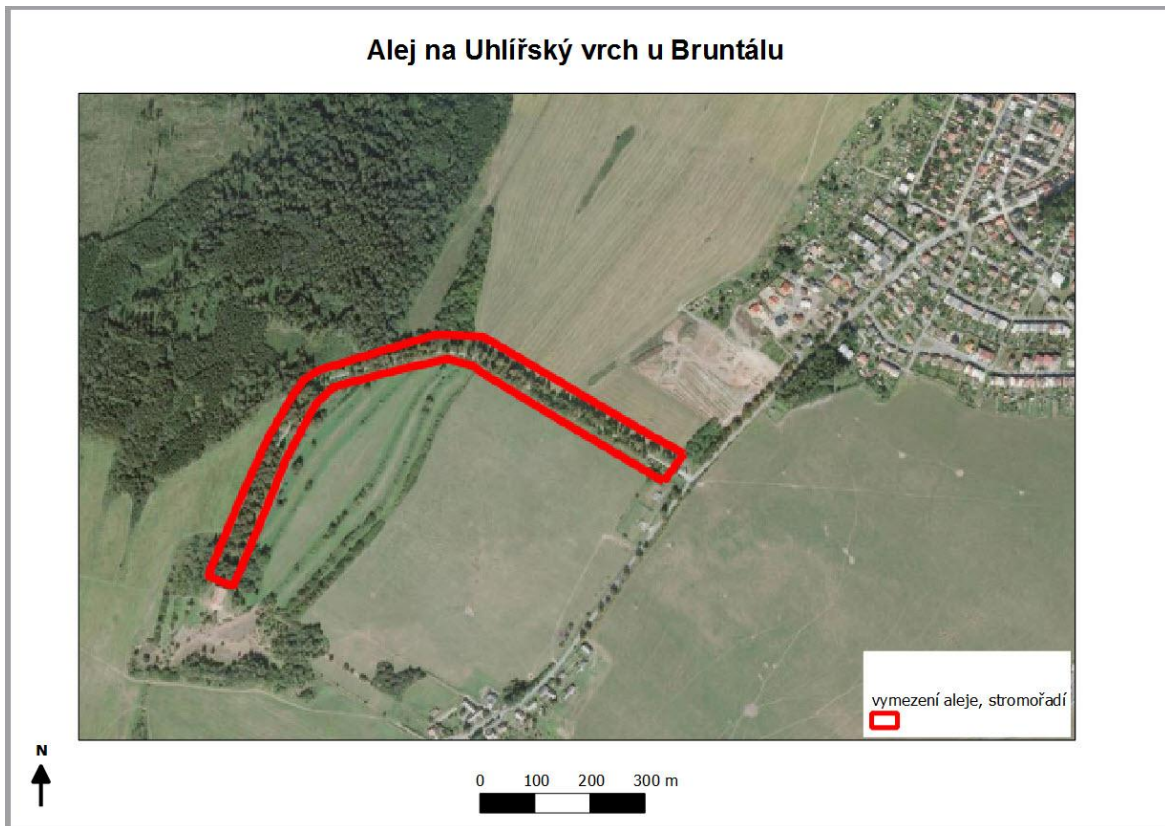 Alej na Uhlířský vrch u Bruntálu
vymezení aleje, stromořadí
N
0 100 200 300 m